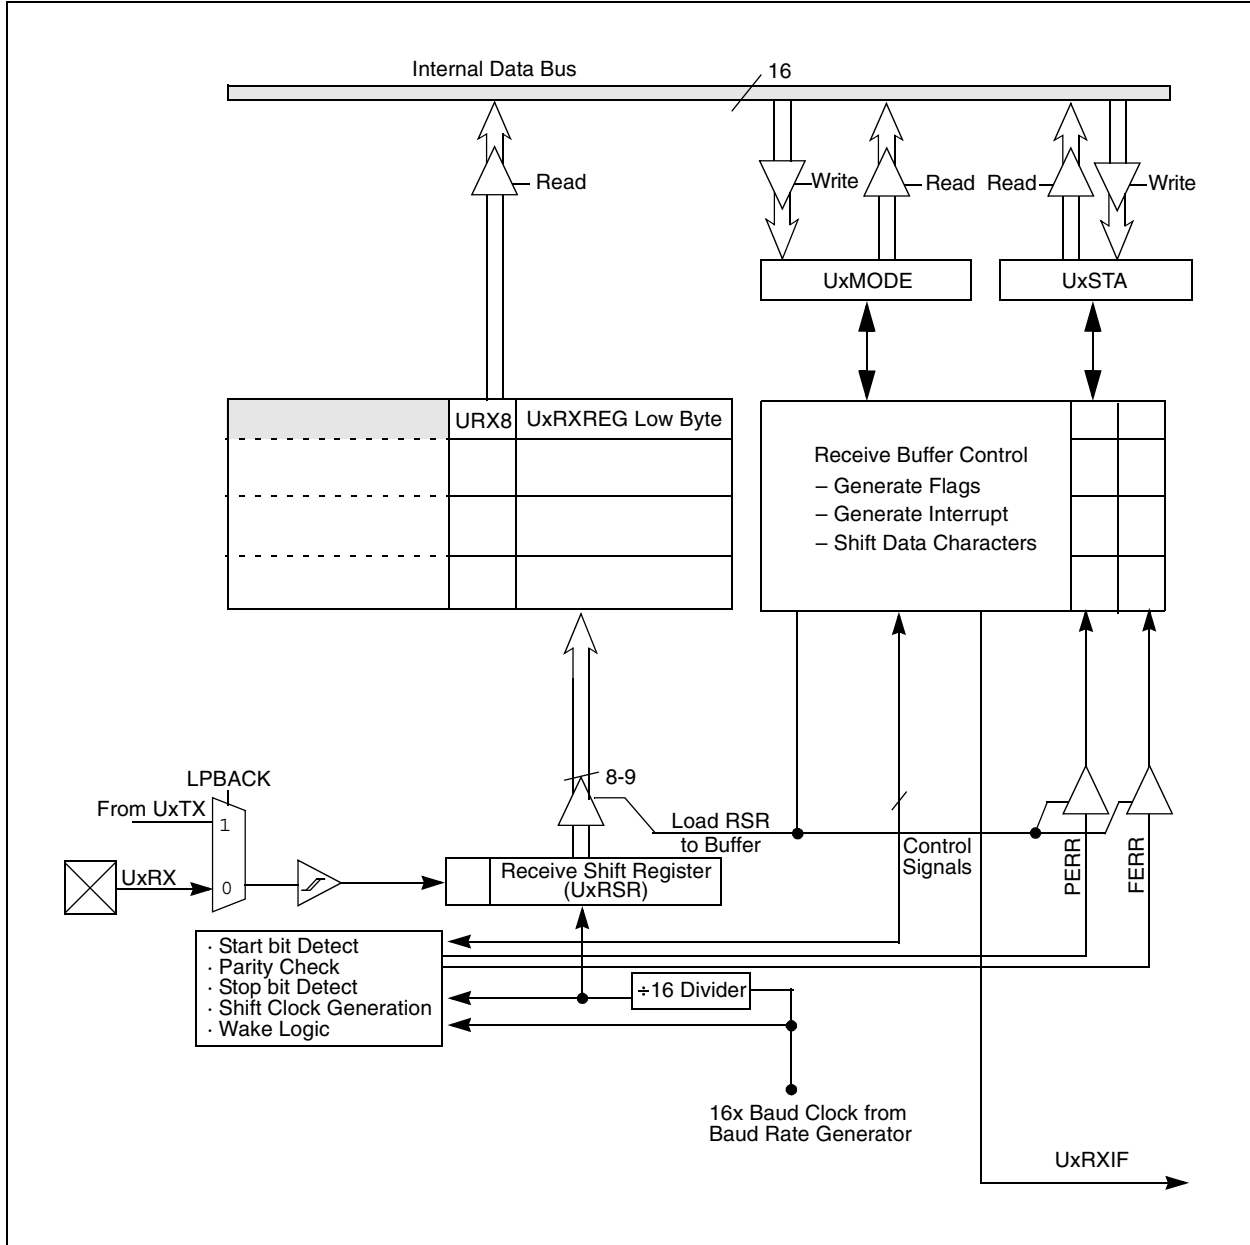 Internal Data Bus
16
Read
Write
Read
Read
Write
UxMODE
UxSTA
URX8
UxRXREG Low Byte
Receive Buffer Control
– Generate Flags
– Generate Interrupt
– Shift Data Characters
LPBACK
8-9
From UxTX
1
Load RSR
to Buffer
Control
Signals
PERR
FERR
UxRX
0
Receive Shift Register
(UxRSR)
· Start bit Detect
· Parity Check
· Stop bit Detect
· Shift Clock Generation
· Wake Logic
÷16 Divider
16x Baud Clock from
Baud Rate Generator
UxRXIF